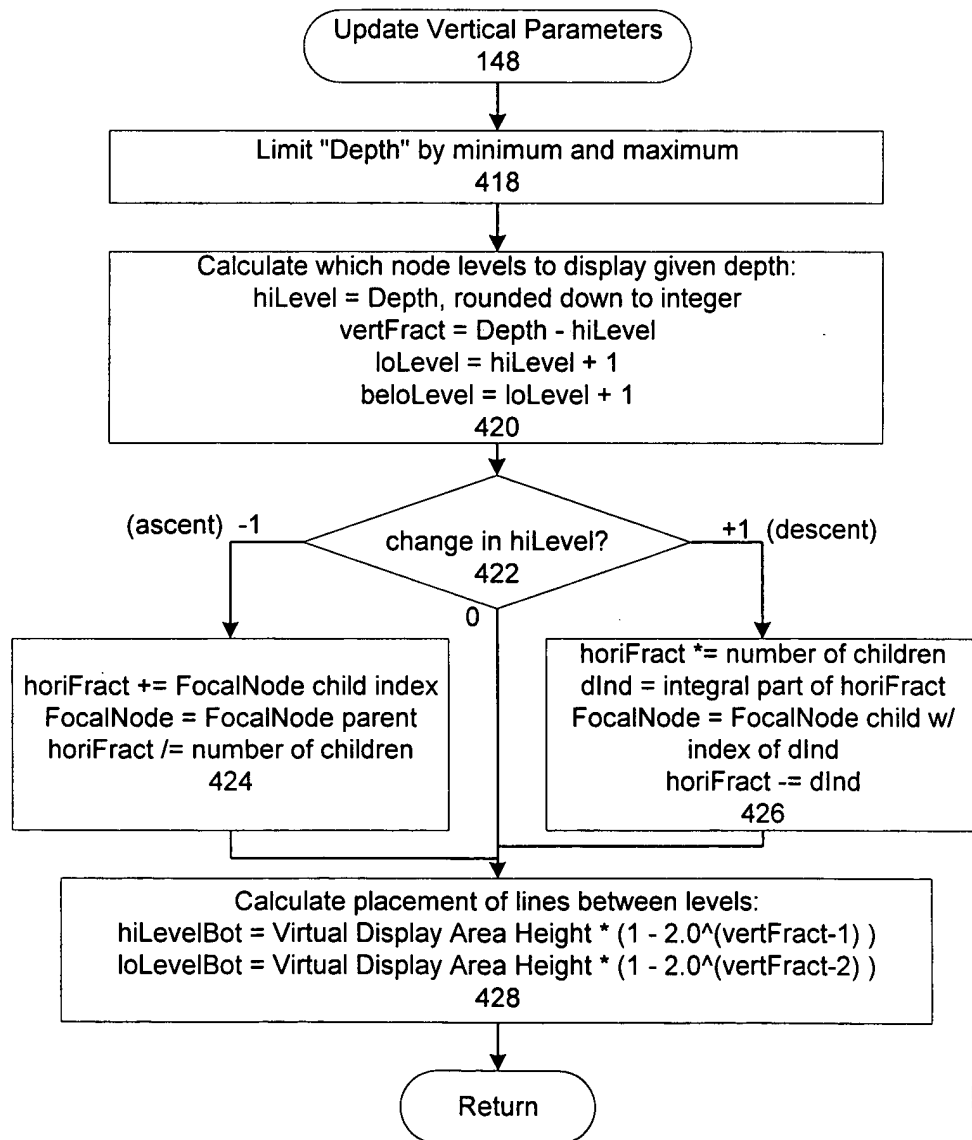 Update Vertical Parameters
148
Limit "Depth" by minimum and maximum
418
Calculate which node levels to display given depth:
hiLevel = Depth, rounded down to integer
vertFract = Depth - hiLevel
loLevel = hiLevel + 1
beloLevel = loLevel + 1
420
(ascent) -1
change in hiLevel?
422
+1 (descent)
0
horiFract += FocalNode child index
FocalNode = FocalNode parent
horiFract /= number of children
424
horiFract *= number of children
dInd = integral part of horiFract
FocalNode = FocalNode child w/
index of dInd
horiFract -= dInd
426
Calculate placement of lines between levels:
hiLevelBot = Virtual Display Area Height * (1 - 2.0^(vertFract-1) )
loLevelBot = Virtual Display Area Height * (1 - 2.0^(vertFract-2) )
428
Return